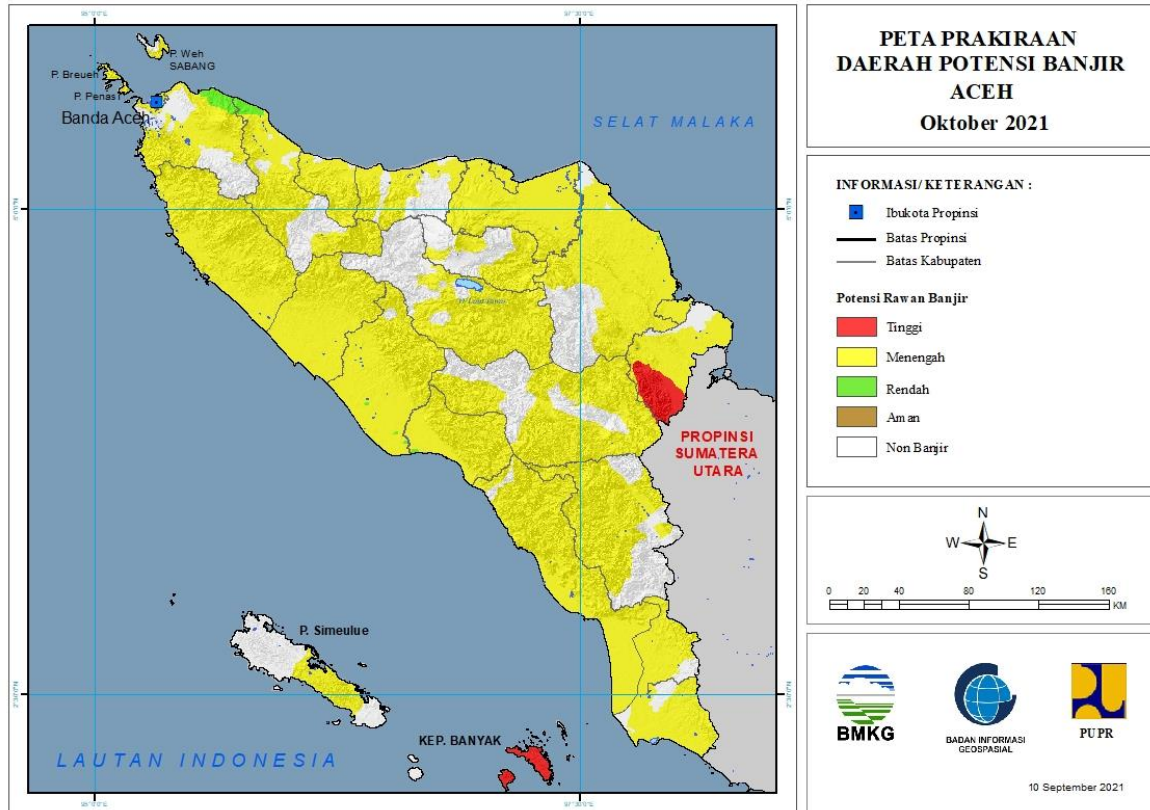 PETA PRAKIRAAN
DAERAH POTENSI BANJIR
ACEH
Oktober 2021
INFORMASI/ KETERANGAN :
Ibukota Propinsi
Batas Propinsi
Batas Kabupaten
Potensi Rawan Banjir
Tinggi
Menengah
Rendah
Aman
Non Banjir
N
W E
S
0 20 40 80 120 160
KM
BMKG
BADAN INFORMASI
GEOSPASIAL
PUPR
10 September 2021
P. Weh
SABANG
P. Breueh
P. Penasi
Banda Aceh
SELAT MALAKA
PROPINSI
SUMATERA
UTARA
P. Simeulue
KEP. BANYAK
LAUTAN INDONESIA